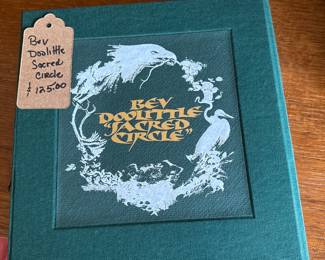 Bev
Doolittle
Sacred
Circle
$125.00
BEV
DOOLITTLE
"SACRED
CIRCLE"